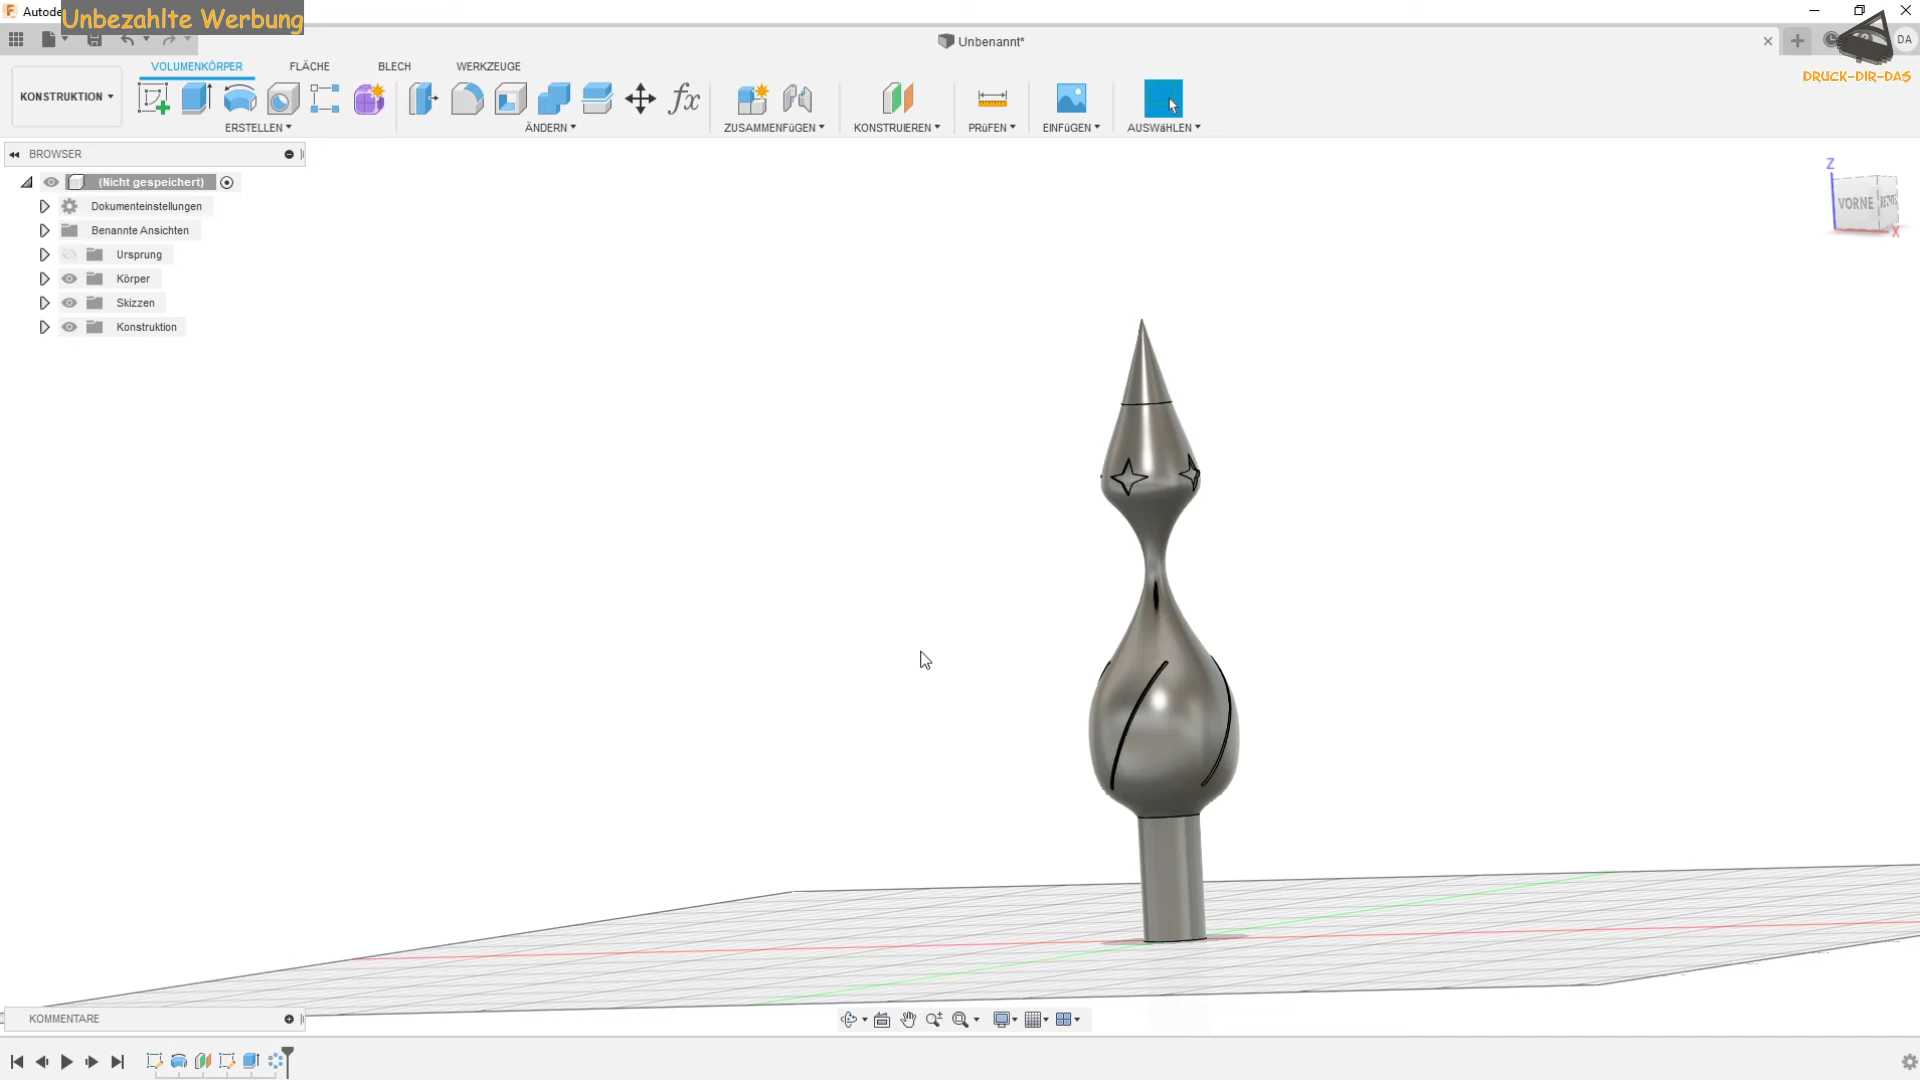 Autode
Unbezahlte Werbung
Unbenannt*
DA
DRUCK-DIR-DAS
KONSTRUKTION
VOLUMENKÖRPER
FLÄCHE
BLECH
WERKZEUGE
ERSTELLEN
ÄNDERN
ZUSAMMENFüGEN
KONSTRUIEREN
PRüFEN
EINFüGEN
AUSWäHLEN
BROWSER
(Nicht gespeichert)
Dokumenteinstellungen
Benannte Ansichten
Ursprung
Körper
Skizzen
Konstruktion
Z
VORNE
RECHTS
X
KOMMENTARE